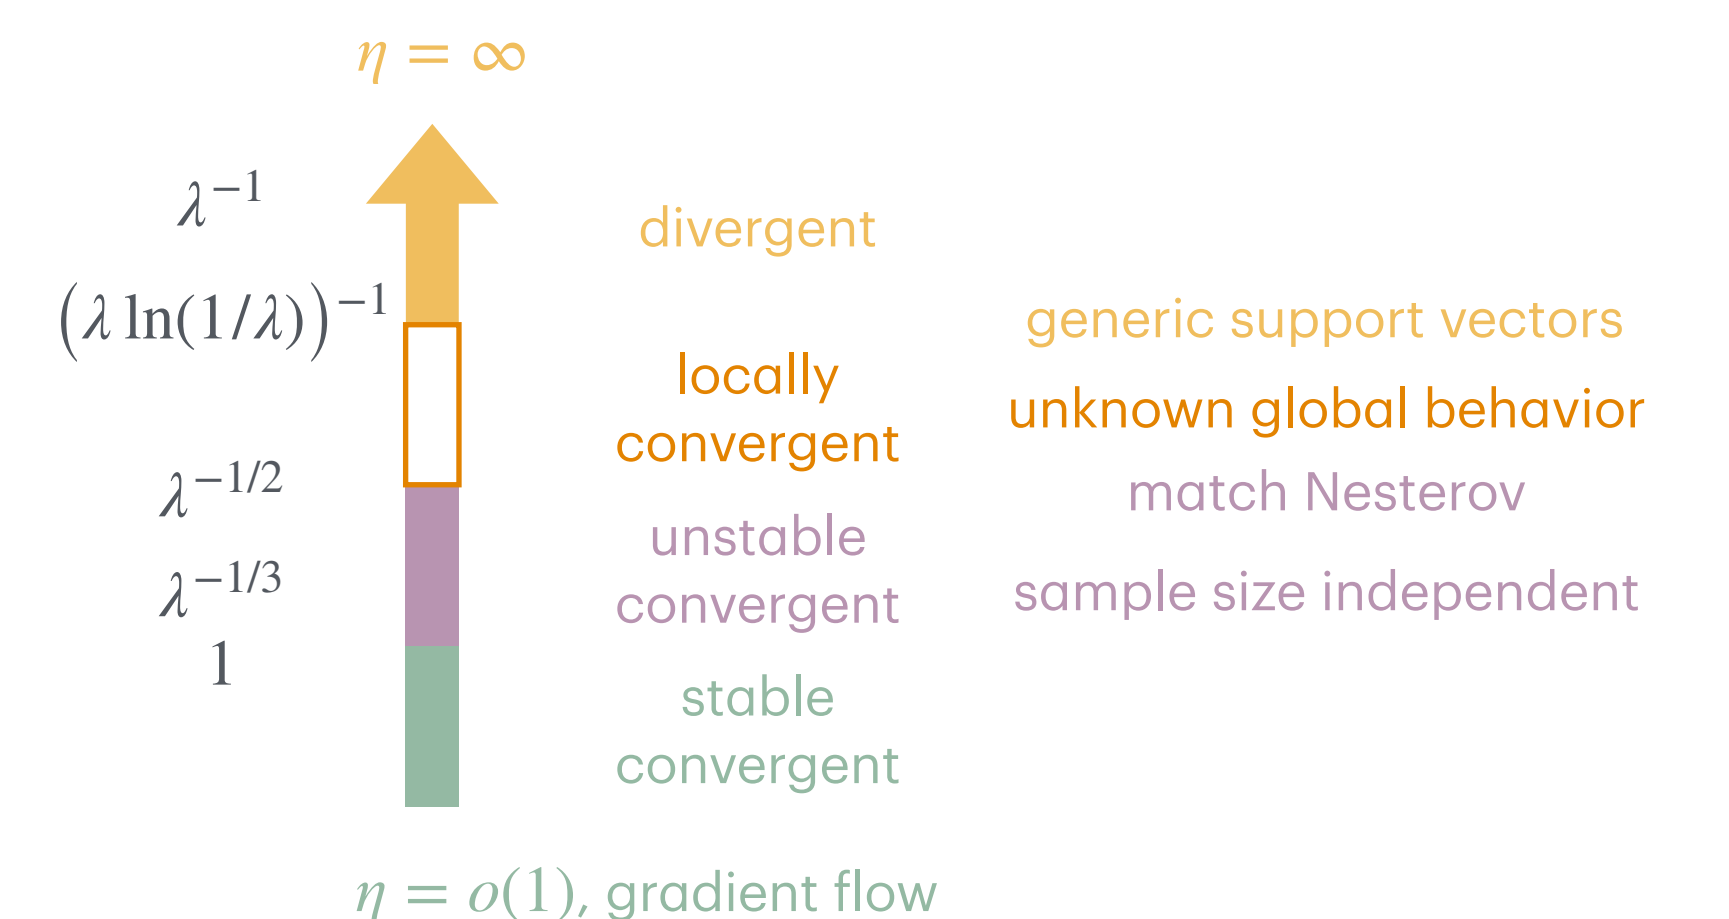 η = ∞
λ⁻¹
divergent
(λ ln(1/λ))⁻¹
generic support vectors
locally
convergent
unknown global behavior
λ⁻¹/²
match Nesterov
unstable
convergent
λ⁻¹/³
sample size independent
1
stable
convergent
η = o(1), gradient flow